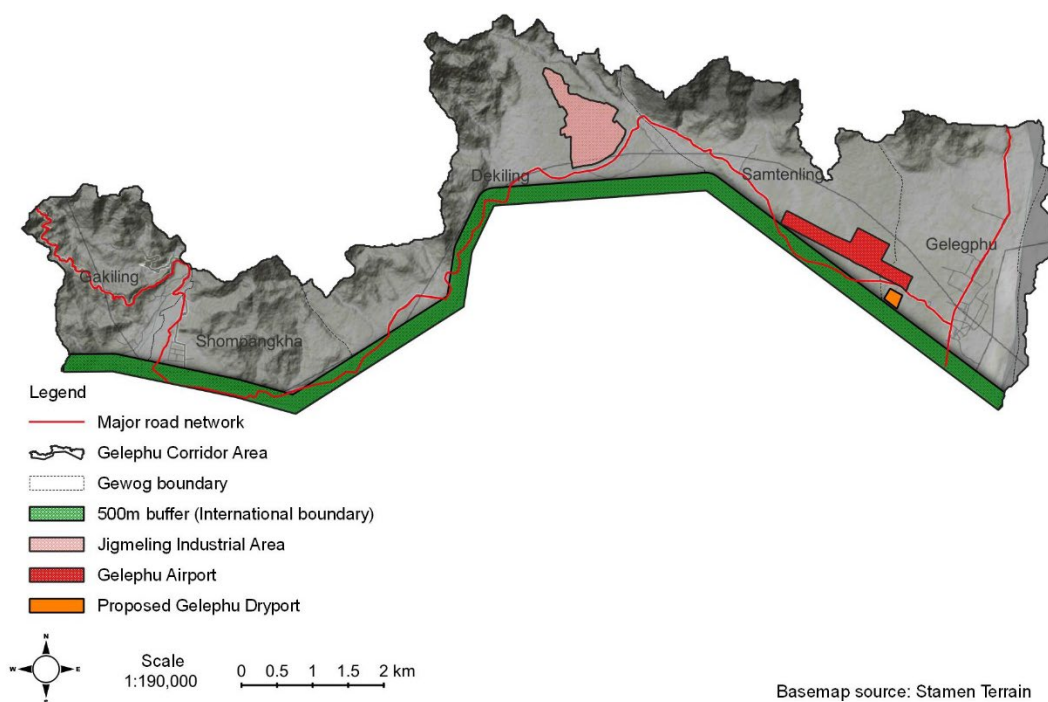 Dekiling
Samtenling
Gelegphu
Gakiling
Shompangkha
Legend
Major road network
Gelephu Corridor Area
Gewog boundary
500m buffer (International boundary)
Jigmeling Industrial Area
Gelephu Airport
Proposed Gelephu Dryport
N
W E
S
Scale
1:190,000
0 0.5 1 1.5 2 km
Basemap source: Stamen Terrain